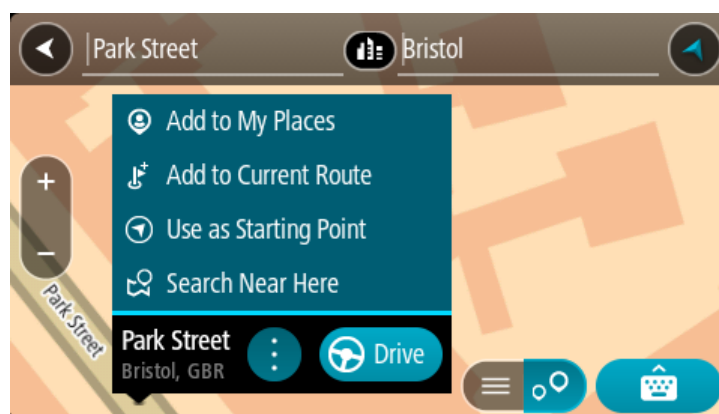 Park Street Bristol
Add to My Places
Add to Current Route
Use as Starting Point
Search Near Here
Park Street
Park Street
Bristol, GBR
Drive